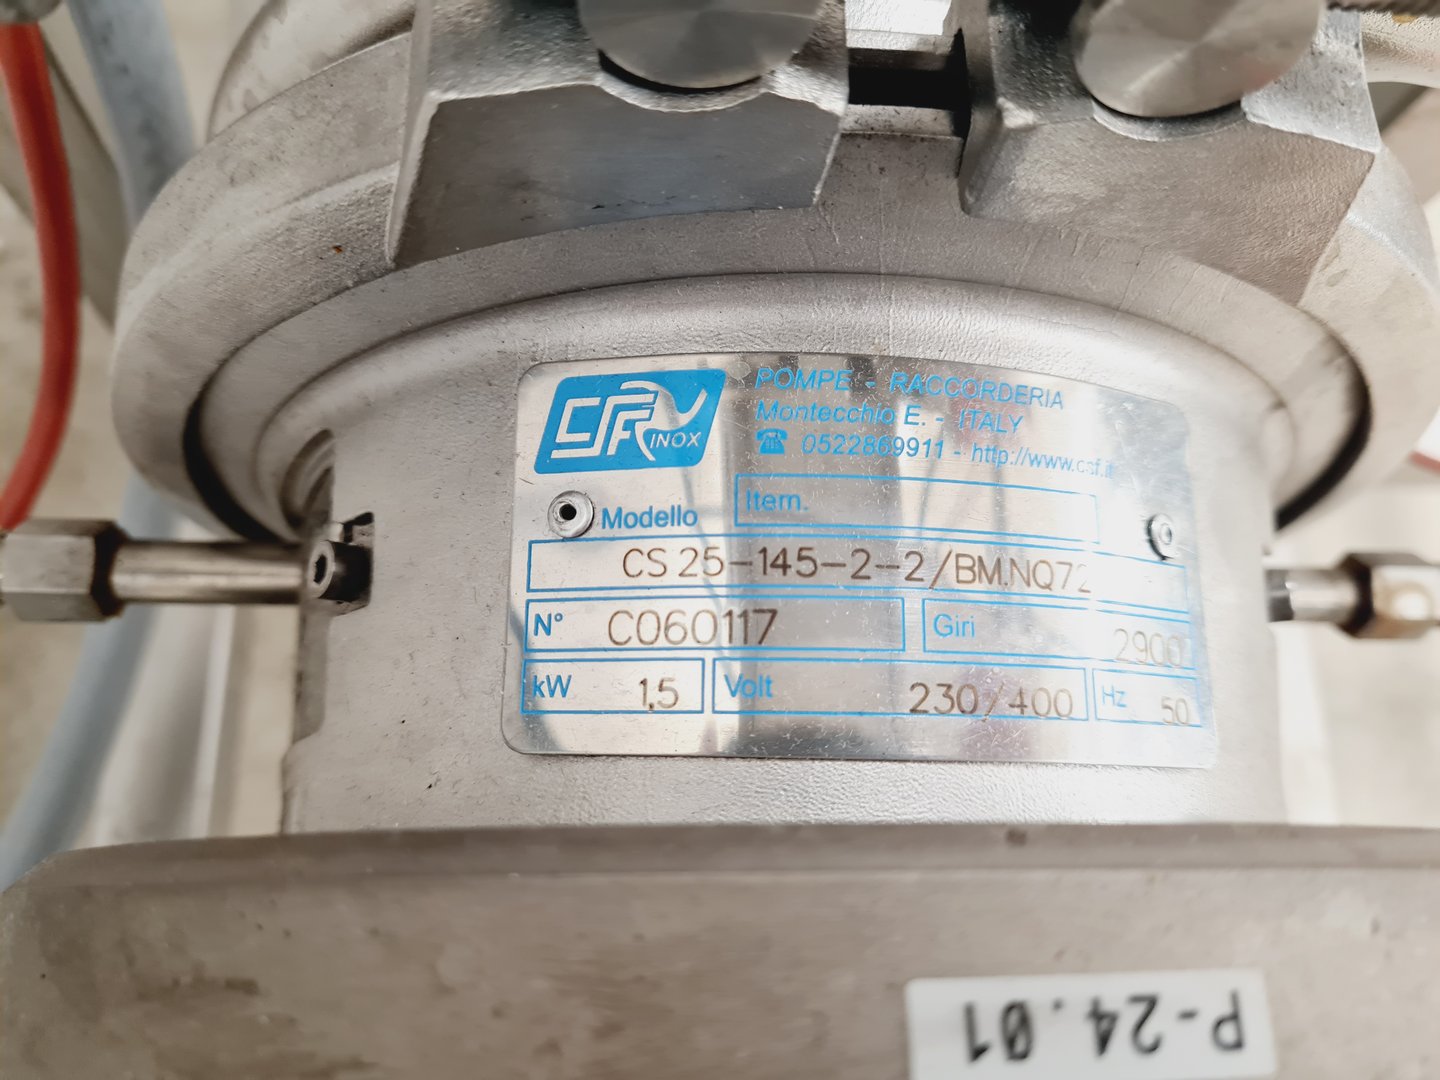 CSF INOX
POMPE - RACCORDERIA
Montecchio E. - ITALY
☎ 0522869911 - http://www.csf.it
Modello
Item.
CS 25-145-2-2/BM.NQ72
N° C060117
Giri 2900
kW 1,5
Volt 230/400
Hz 50
P-24.01